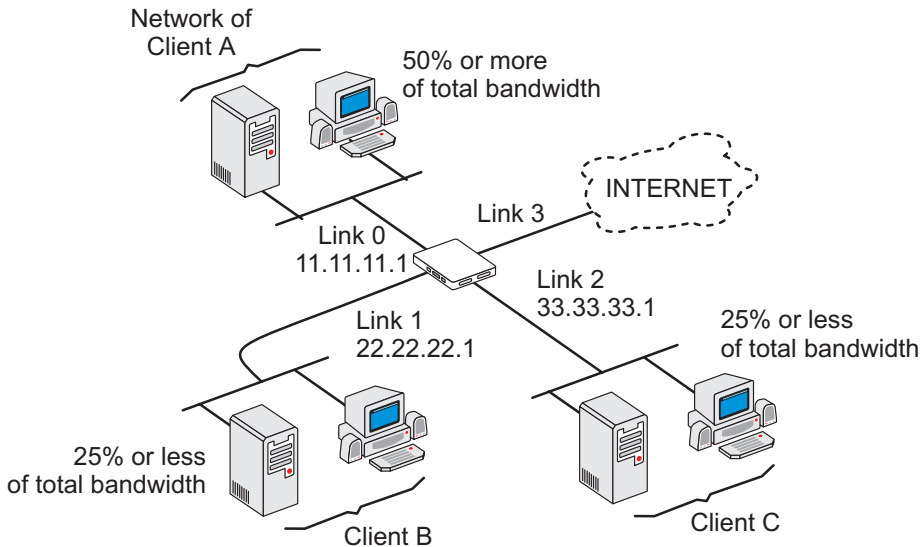 Network of
Client A
50% or more
of total bandwidth
INTERNET
Link 3
Link 0
11.11.11.1
Link 2
33.33.33.1
Link 1
22.22.22.1
25% or less
of total bandwidth
25% or less
of total bandwidth
Client B
Client C